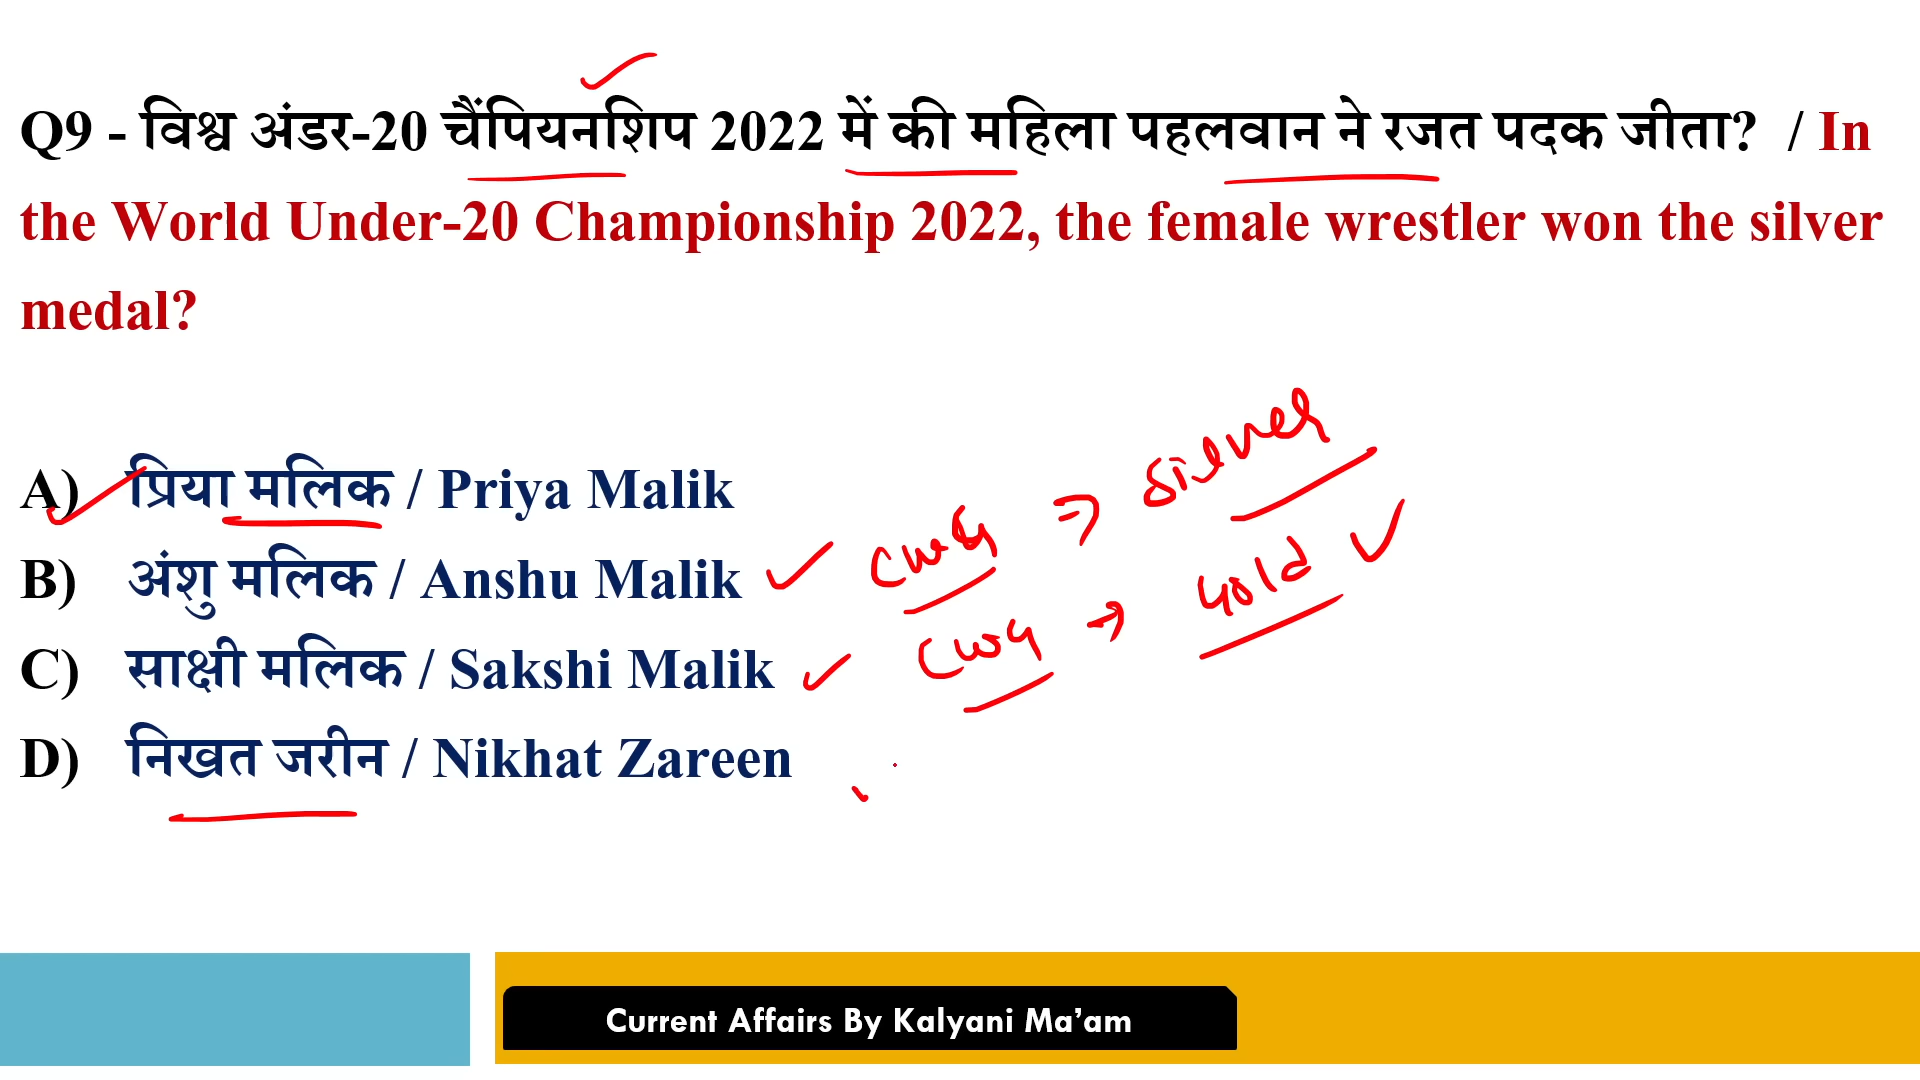 Q9 - विश्व अंडर-20 चैंपियनशिप 2022 में की महिला पहलवान ने रजत पदक जीता? / In
the World Under-20 Championship 2022, the female wrestler won the silver
medal?
A) प्रिया मलिक / Priya Malik
B) अंशु मलिक / Anshu Malik CWG → Silver
C) साक्षी मलिक / Sakshi Malik CWG → Gold
D) निखत जरीन / Nikhat Zareen
Current Affairs By Kalyani Ma’am